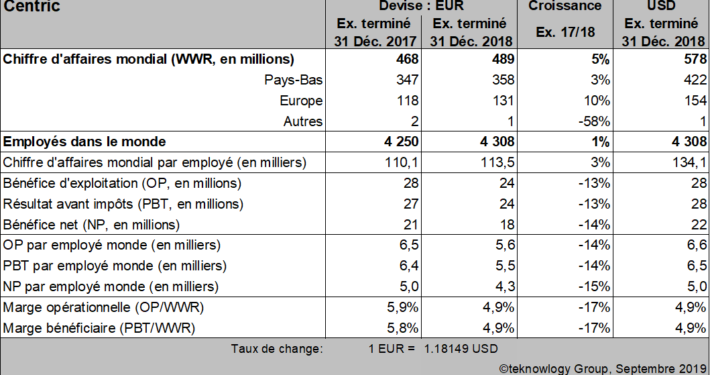 Centric Devise : EUR Croissance USD
Ex. terminé Ex. terminé Ex. 17/18 Ex. terminé
31 Déc. 2017 31 Déc. 2018 31 Déc. 2018
Chiffre d'affaires mondial (WWR, en millions) 468 489 5% 578
Pays-Bas 347 358 3% 422
Europe 118 131 10% 154
Autres 2 1 -58% 1
Employés dans le monde 4 250 4 308 1% 4 308
Chiffre d'affaires mondial par employé (en milliers) 110,1 113,5 3% 134,1
Bénéfice d'exploitation (OP, en millions) 28 24 -13% 28
Résultat avant impôts (PBT, en millions) 27 24 -13% 28
Bénéfice net (NP, en millions) 21 18 -14% 22
OP par employé monde (en milliers) 6,5 5,6 -14% 6,6
PBT par employé monde (en milliers) 6,4 5,5 -14% 6,5
NP par employé monde (en milliers) 5,0 4,3 -15% 5,0
Marge opérationnelle (OP/WWR) 5,9% 4,9% -17% 4,9%
Marge bénéficiaire (PBT/WWR) 5,8% 4,9% -17% 4,9%
Taux de change: 1 EUR = 1.18149 USD
©teknowlogy Group, Septembre 2019